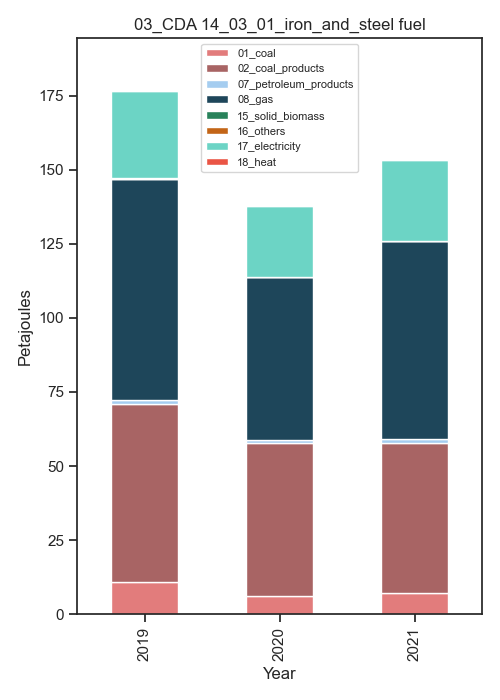 03_CDA 14_03_01_iron_and_steel fuel
01_coal
02_coal_products
07_petroleum_products
08_gas
15_solid_biomass
16_others
17_electricity
18_heat
175
150
125
100
75
50
25
0
Petajoules
2019
2020
2021
Year